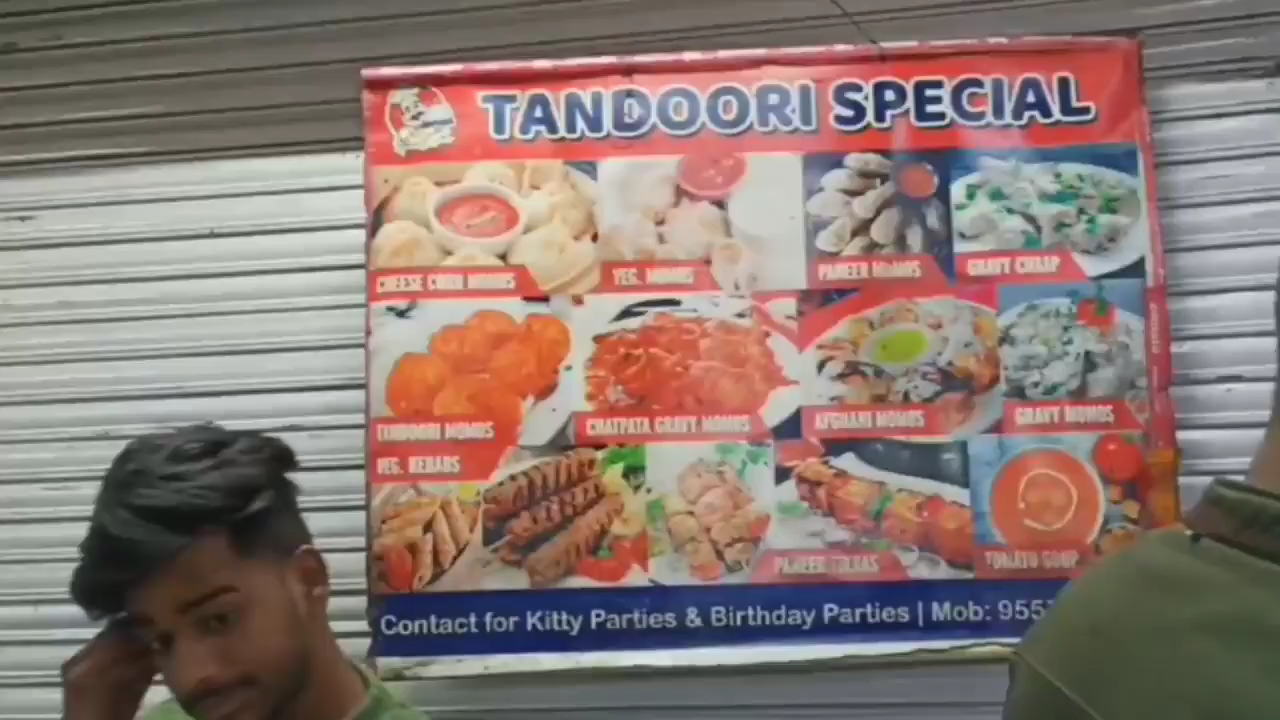 TANDOORI SPECIAL
CHEESE CORN MOMOS
VEG. MOMOS
PANEER MOMOS
GRAVY CHAAP
TANDOORI MOMOS
CHATPATA GRAVY MOMOS
AFGHANI MOMOS
GRAVY MOMOS
VEG. KEBABS
PANEER TIKKAS
TOMATO SOUP
Contact for Kitty Parties & Birthday Parties | Mob: 955